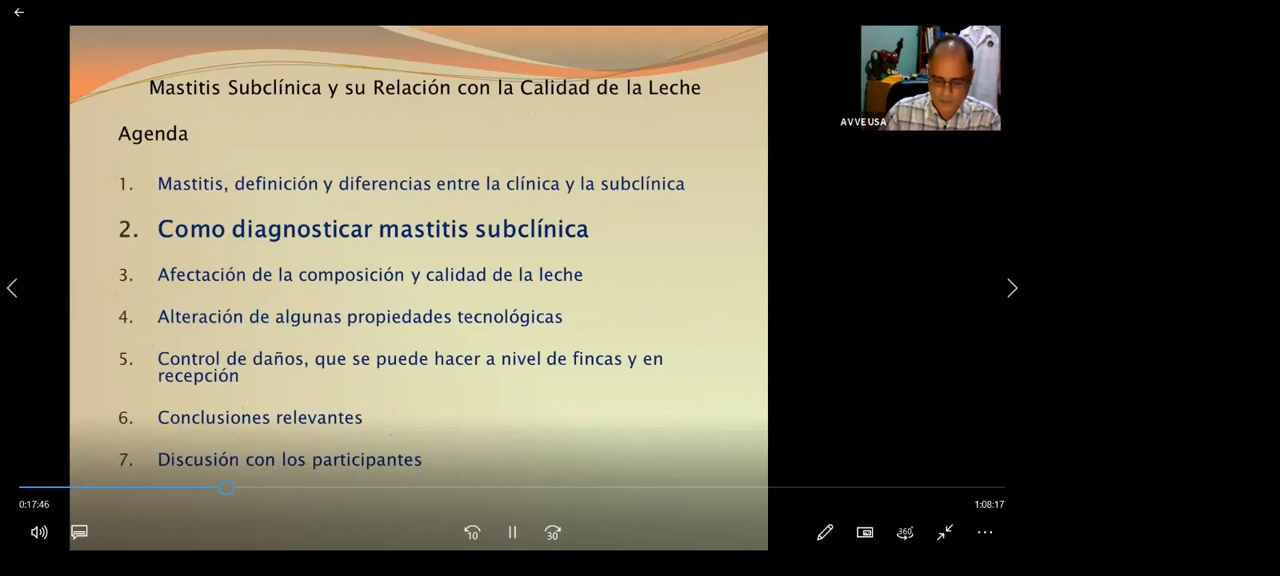 Mastitis Subclínica y su Relación con la Calidad de la Leche
AVVEUSA
Agenda
1. Mastitis, definición y diferencias entre la clínica y la subclínica
2. Como diagnosticar mastitis subclínica
3. Afectación de la composición y calidad de la leche
4. Alteración de algunas propiedades tecnológicas
5. Control de daños, que se puede hacer a nivel de fincas y en
recepción
6. Conclusiones relevantes
7. Discusión con los participantes
0:17:46
1:08:17
10
30
360°